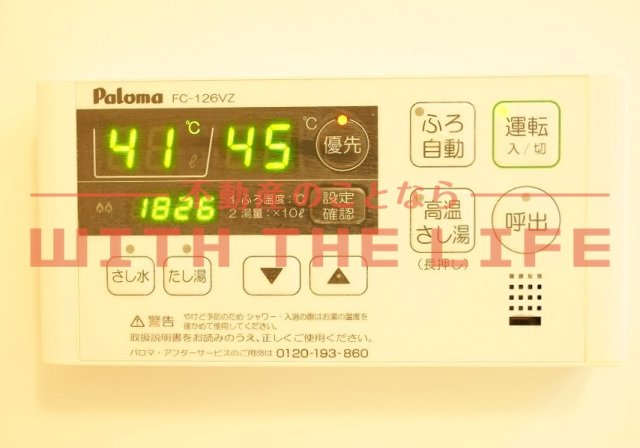 Paloma FC-126VZ
41 ℃ ℓ 45 ℃ 優先
ふろ自動
運転
入/切
1826
1ふろ温度:℃
2湯量:×10ℓ
設定
確認
高温
さし湯
(長押し)
呼出
不動産のことなら
WITH THE LIFE
さし水 たし湯 ▼ ▲
⚠警告 やけど予防のため シャワー・入浴の際はお湯の温度を
確かめて使用してください。
取扱説明書をお読みのうえ、正しくご使用ください。
パロマ・アフターサービスのご用命は 0120-193-860